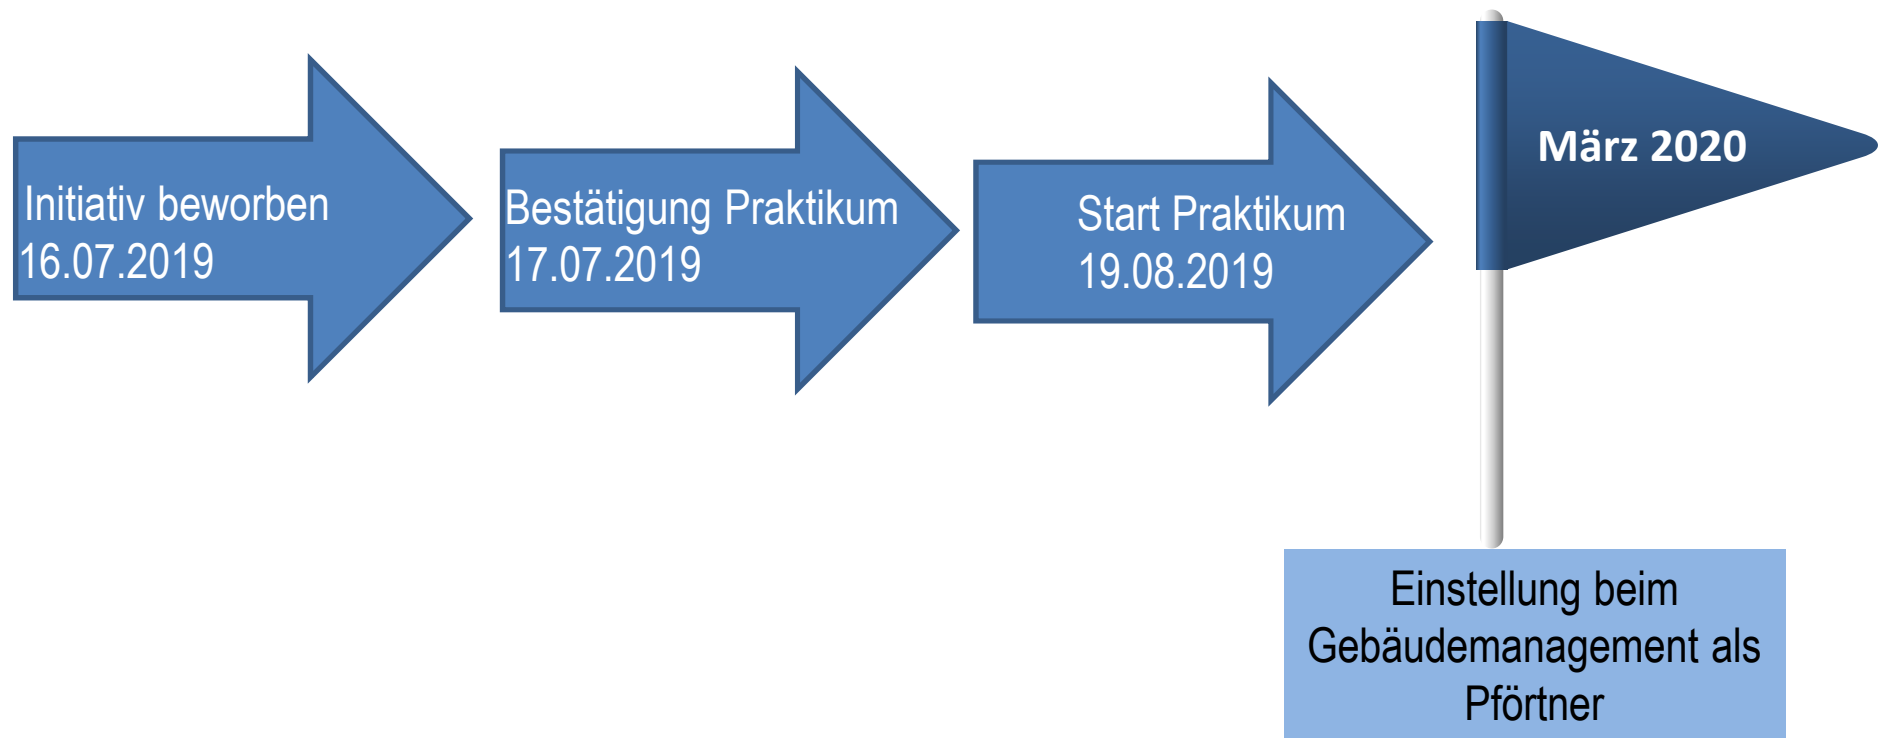 Initiativ beworben
16.07.2019
Bestätigung Praktikum
17.07.2019
Start Praktikum
19.08.2019
März 2020
Einstellung beim
Gebäudemanagement als
Pförtner